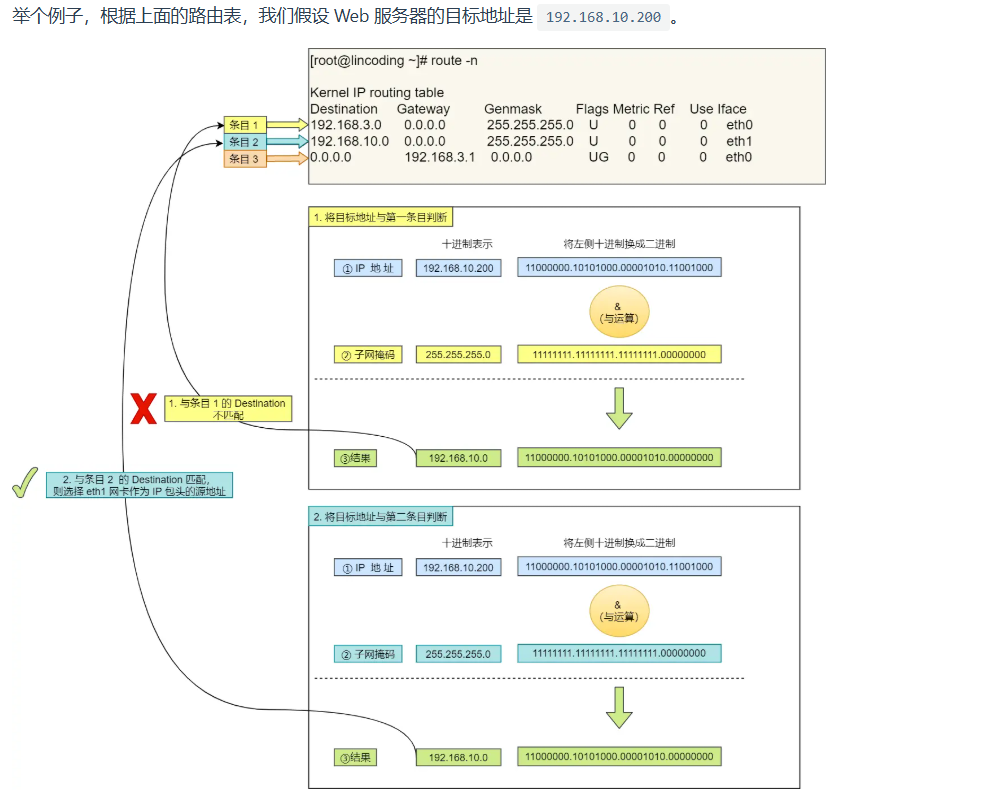 举个例子，根据上面的路由表，我们假设 Web 服务器的目标地址是 192.168.10.200 。
[root@lincoding ~]# route -n
Kernel IP routing table
Destination Gateway Genmask Flags Metric Ref Use Iface
条目 1 192.168.3.0 0.0.0.0 255.255.255.0 U 0 0 0 eth0
条目 2 192.168.10.0 0.0.0.0 255.255.255.0 U 0 0 0 eth1
条目 3 0.0.0.0 192.168.3.1 0.0.0.0 UG 0 0 0 eth0
1. 将目标地址与第一条目判断
十进制表示 将左侧十进制换成二进制
①IP 地 址 192.168.10.200 11000000.10101000.00001010.11001000
&
（与运算）
② 子网掩码 255.255.255.0 11111111.11111111.11111111.00000000
1. 与条目 1 的 Destination
不匹配
③结果 192.168.10.0 11000000.10101000.00001010.00000000
2. 与条目 2 的 Destination 匹配，
则选择 eth1 网卡作为 IP 包头的源地址
2. 将目标地址与第二条目判断
十进制表示 将左侧十进制换成二进制
①IP 地 址 192.168.10.200 11000000.10101000.00001010.11001000
&
（与运算）
② 子网掩码 255.255.255.0 11111111.11111111.11111111.00000000
③结果 192.168.10.0 11000000.10101000.00001010.00000000